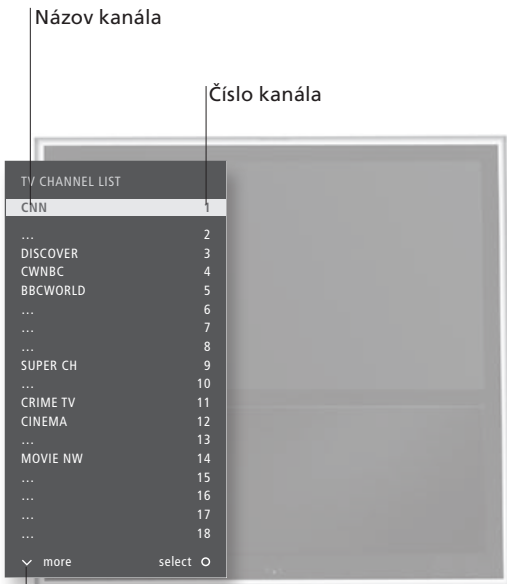 Názov kanála
Číslo kanála
TV CHANNEL LIST
CNN 1
... 2
DISCOVER 3
CWNBC 4
BBCWORLD 5
... 6
... 7
... 8
SUPER CH 9
... 10
CRIME TV 11
CINEMA 12
... 13
MOVIE NW 14
... 15
... 16
... 17
... 18
more select